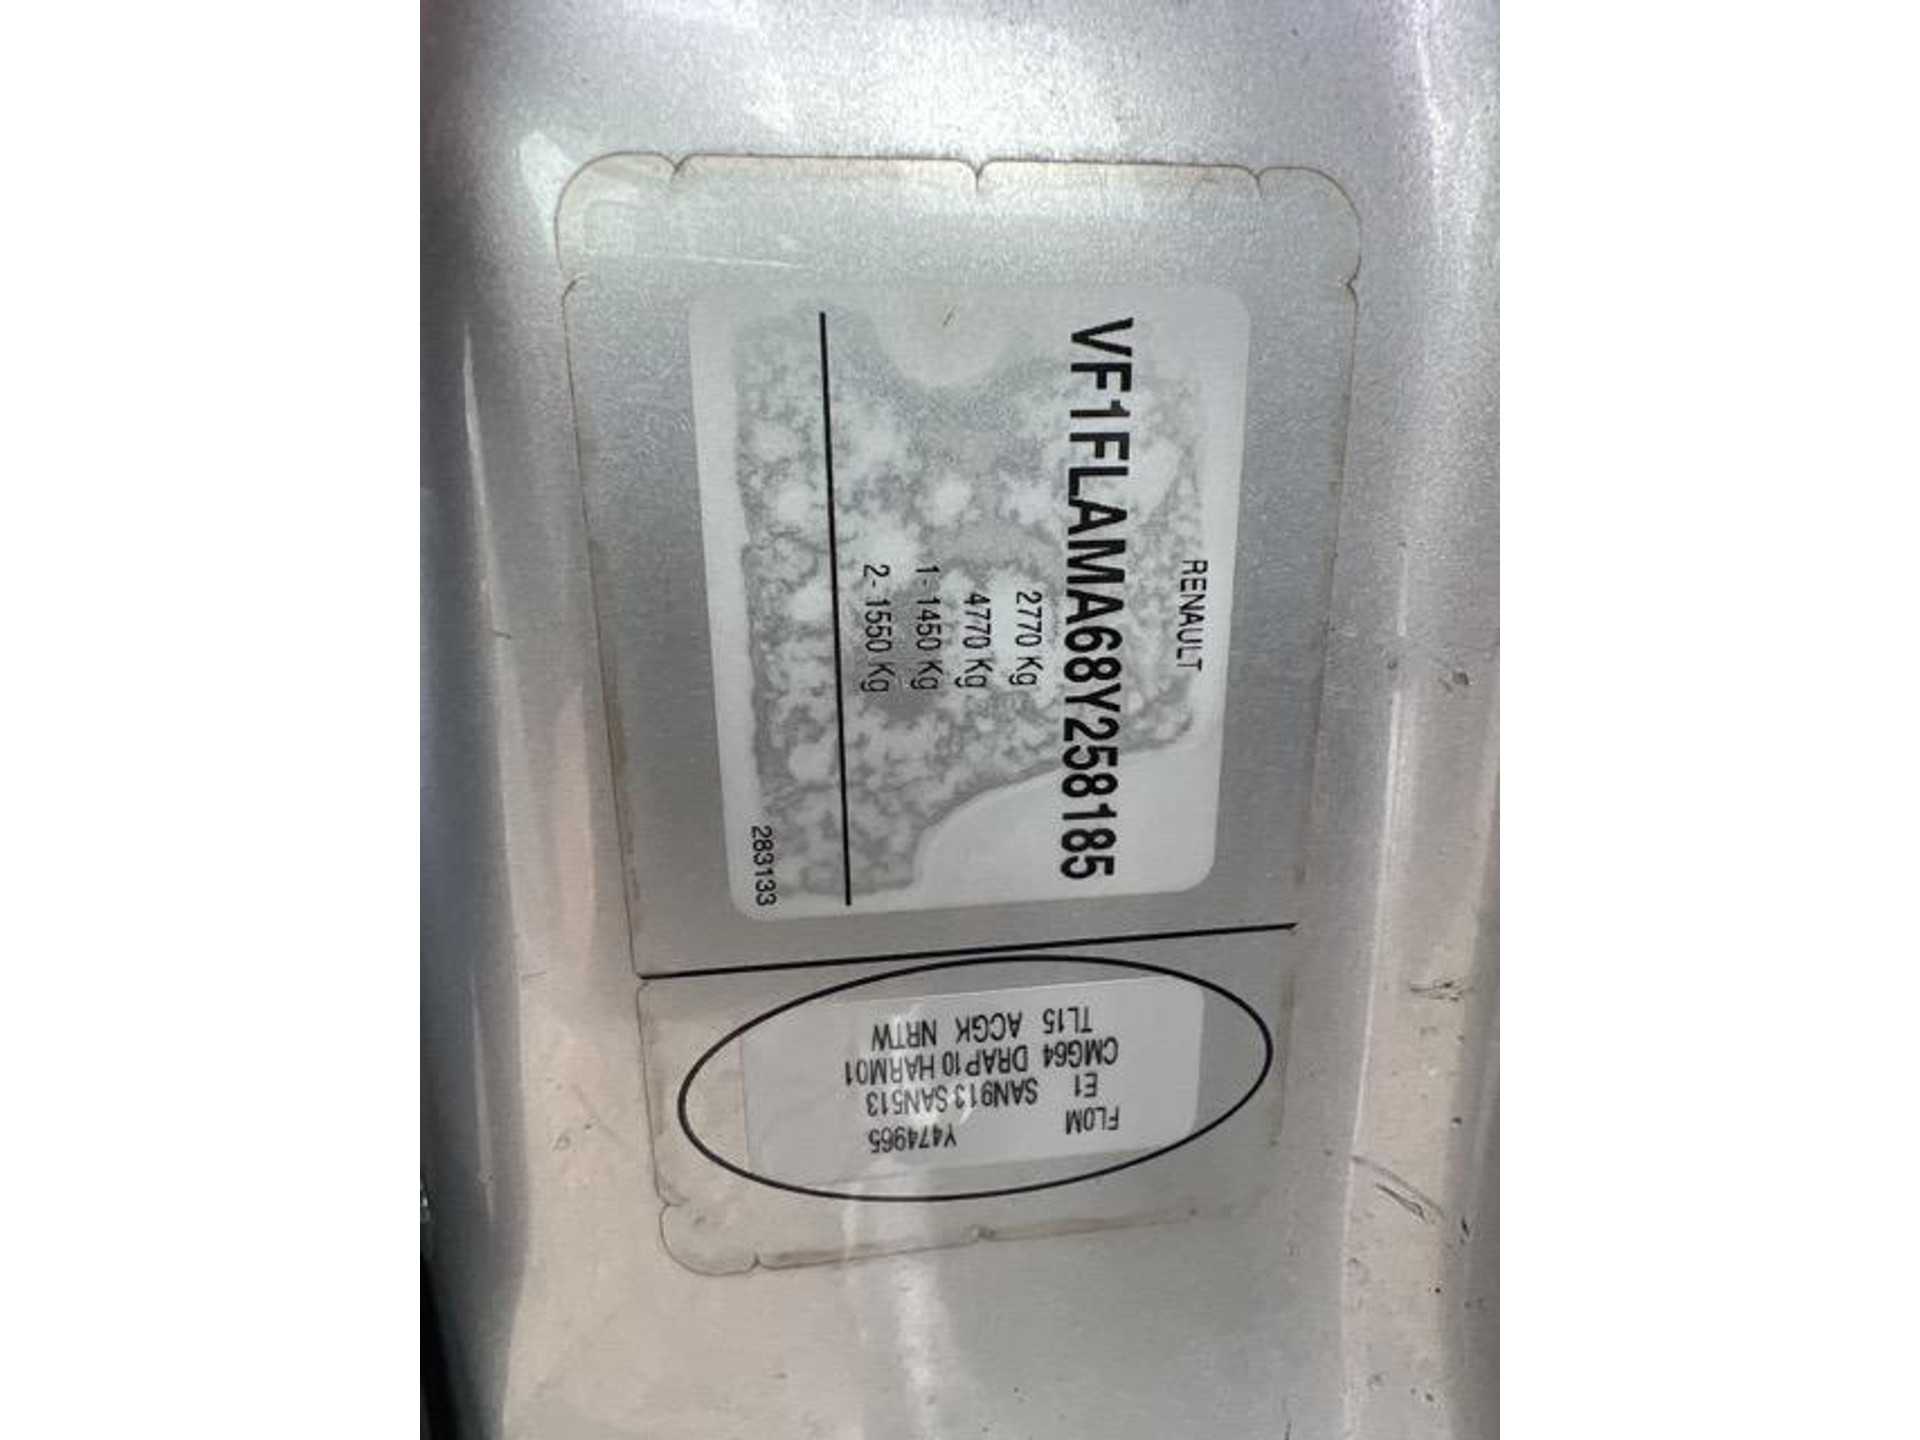 RENAULT
VF1FLAMA68Y258185
2770 Kg
4770 Kg
1- 1450 Kg
2- 1550 Kg
283133
FL0M Y474965
E1 SAN913 SAN513
CMG64 DRAP10 HARM01
TL15 ACGK NRTW